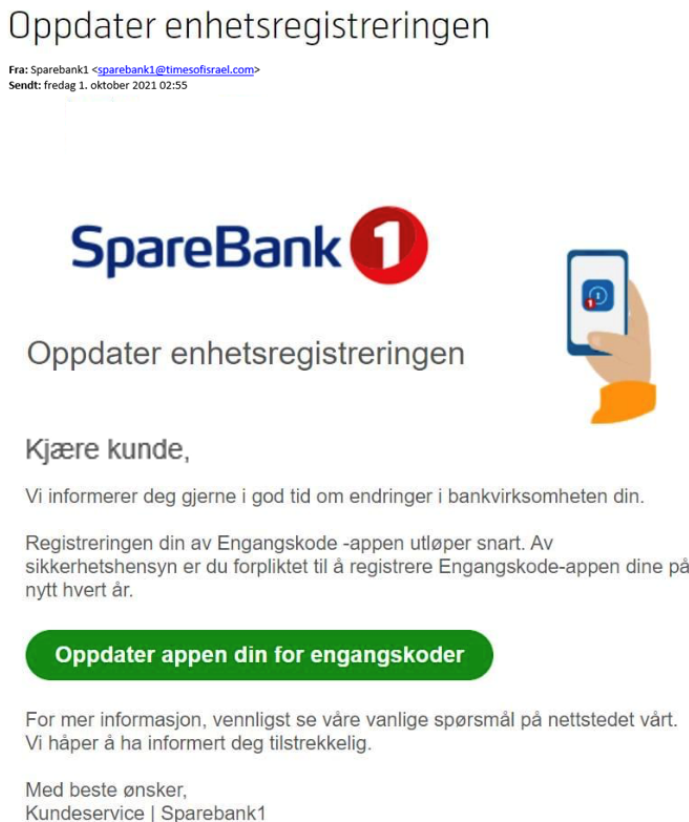 Oppdater enhetsregistreringen
Fra: Sparebank1 <sparebank1@timesofisrael.com>
Sendt: fredag 1. oktober 2021 02:55
SpareBank 1
1
1
Oppdater enhetsregistreringen
Kjære kunde,
Vi informerer deg gjerne i god tid om endringer i bankvirksomheten din.
Registreringen din av Engangskode -appen utløper snart. Av
sikkerhetshensyn er du forpliktet til å registrere Engangskode-appen dine på
nytt hvert år.
Oppdater appen din for engangskoder
For mer informasjon, vennligst se våre vanlige spørsmål på nettstedet vårt.
Vi håper å ha informert deg tilstrekkelig.
Med beste ønsker,
Kundeservice | Sparebank1